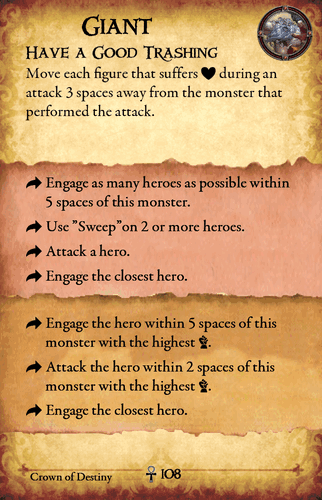 Giant
Have a Good Trashing
Move each figure that suffers ♥ during an
attack 3 spaces away from the monster that
performed the attack.
Engage as many heroes as possible within
5 spaces of this monster.
Use ”Sweep”on 2 or more heroes.
Attack a hero.
Engage the closest hero.
Engage the hero within 5 spaces of this
monster with the highest .
Attack the hero within 2 spaces of this
monster with the highest .
Engage the closest hero.
Crown of Destiny
108